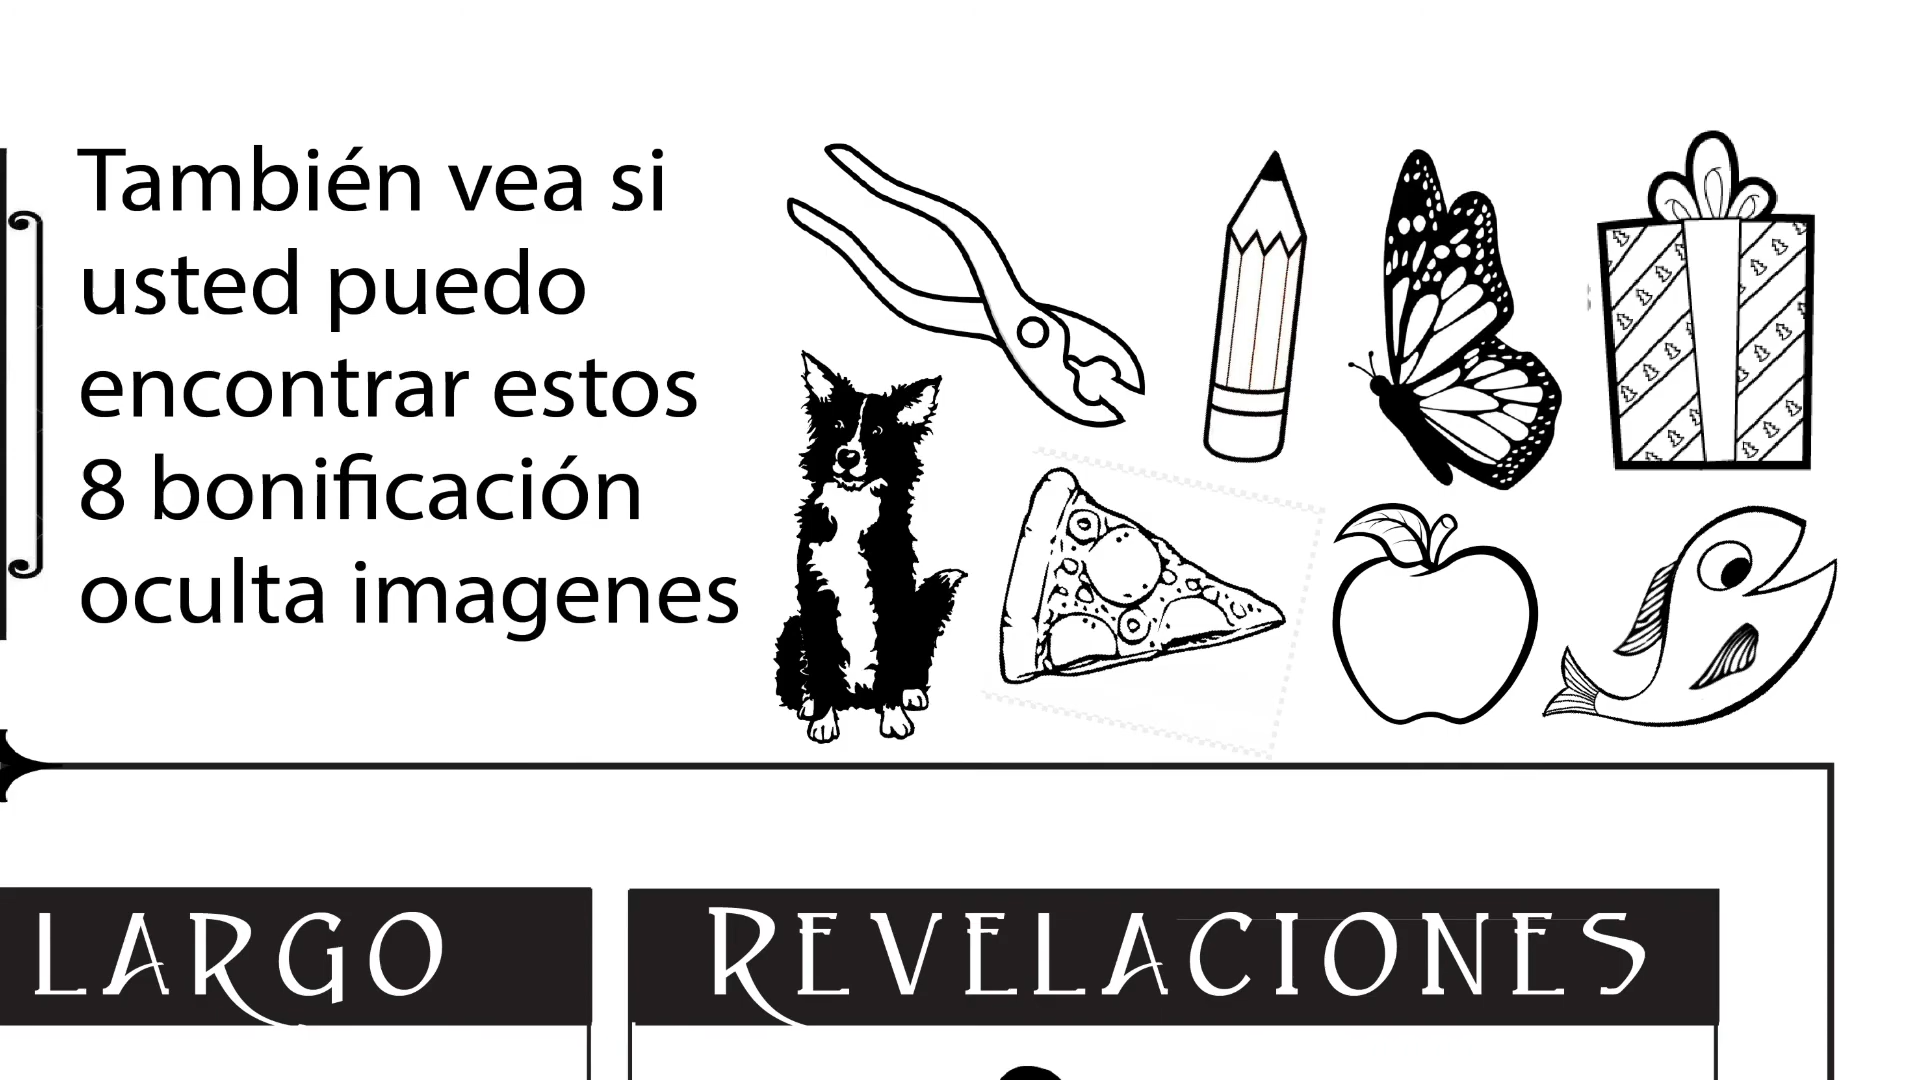 También vea si
usted puedo
encontrar estos
8 bonificación
oculta imagenes
LARGO
REVELACIONES